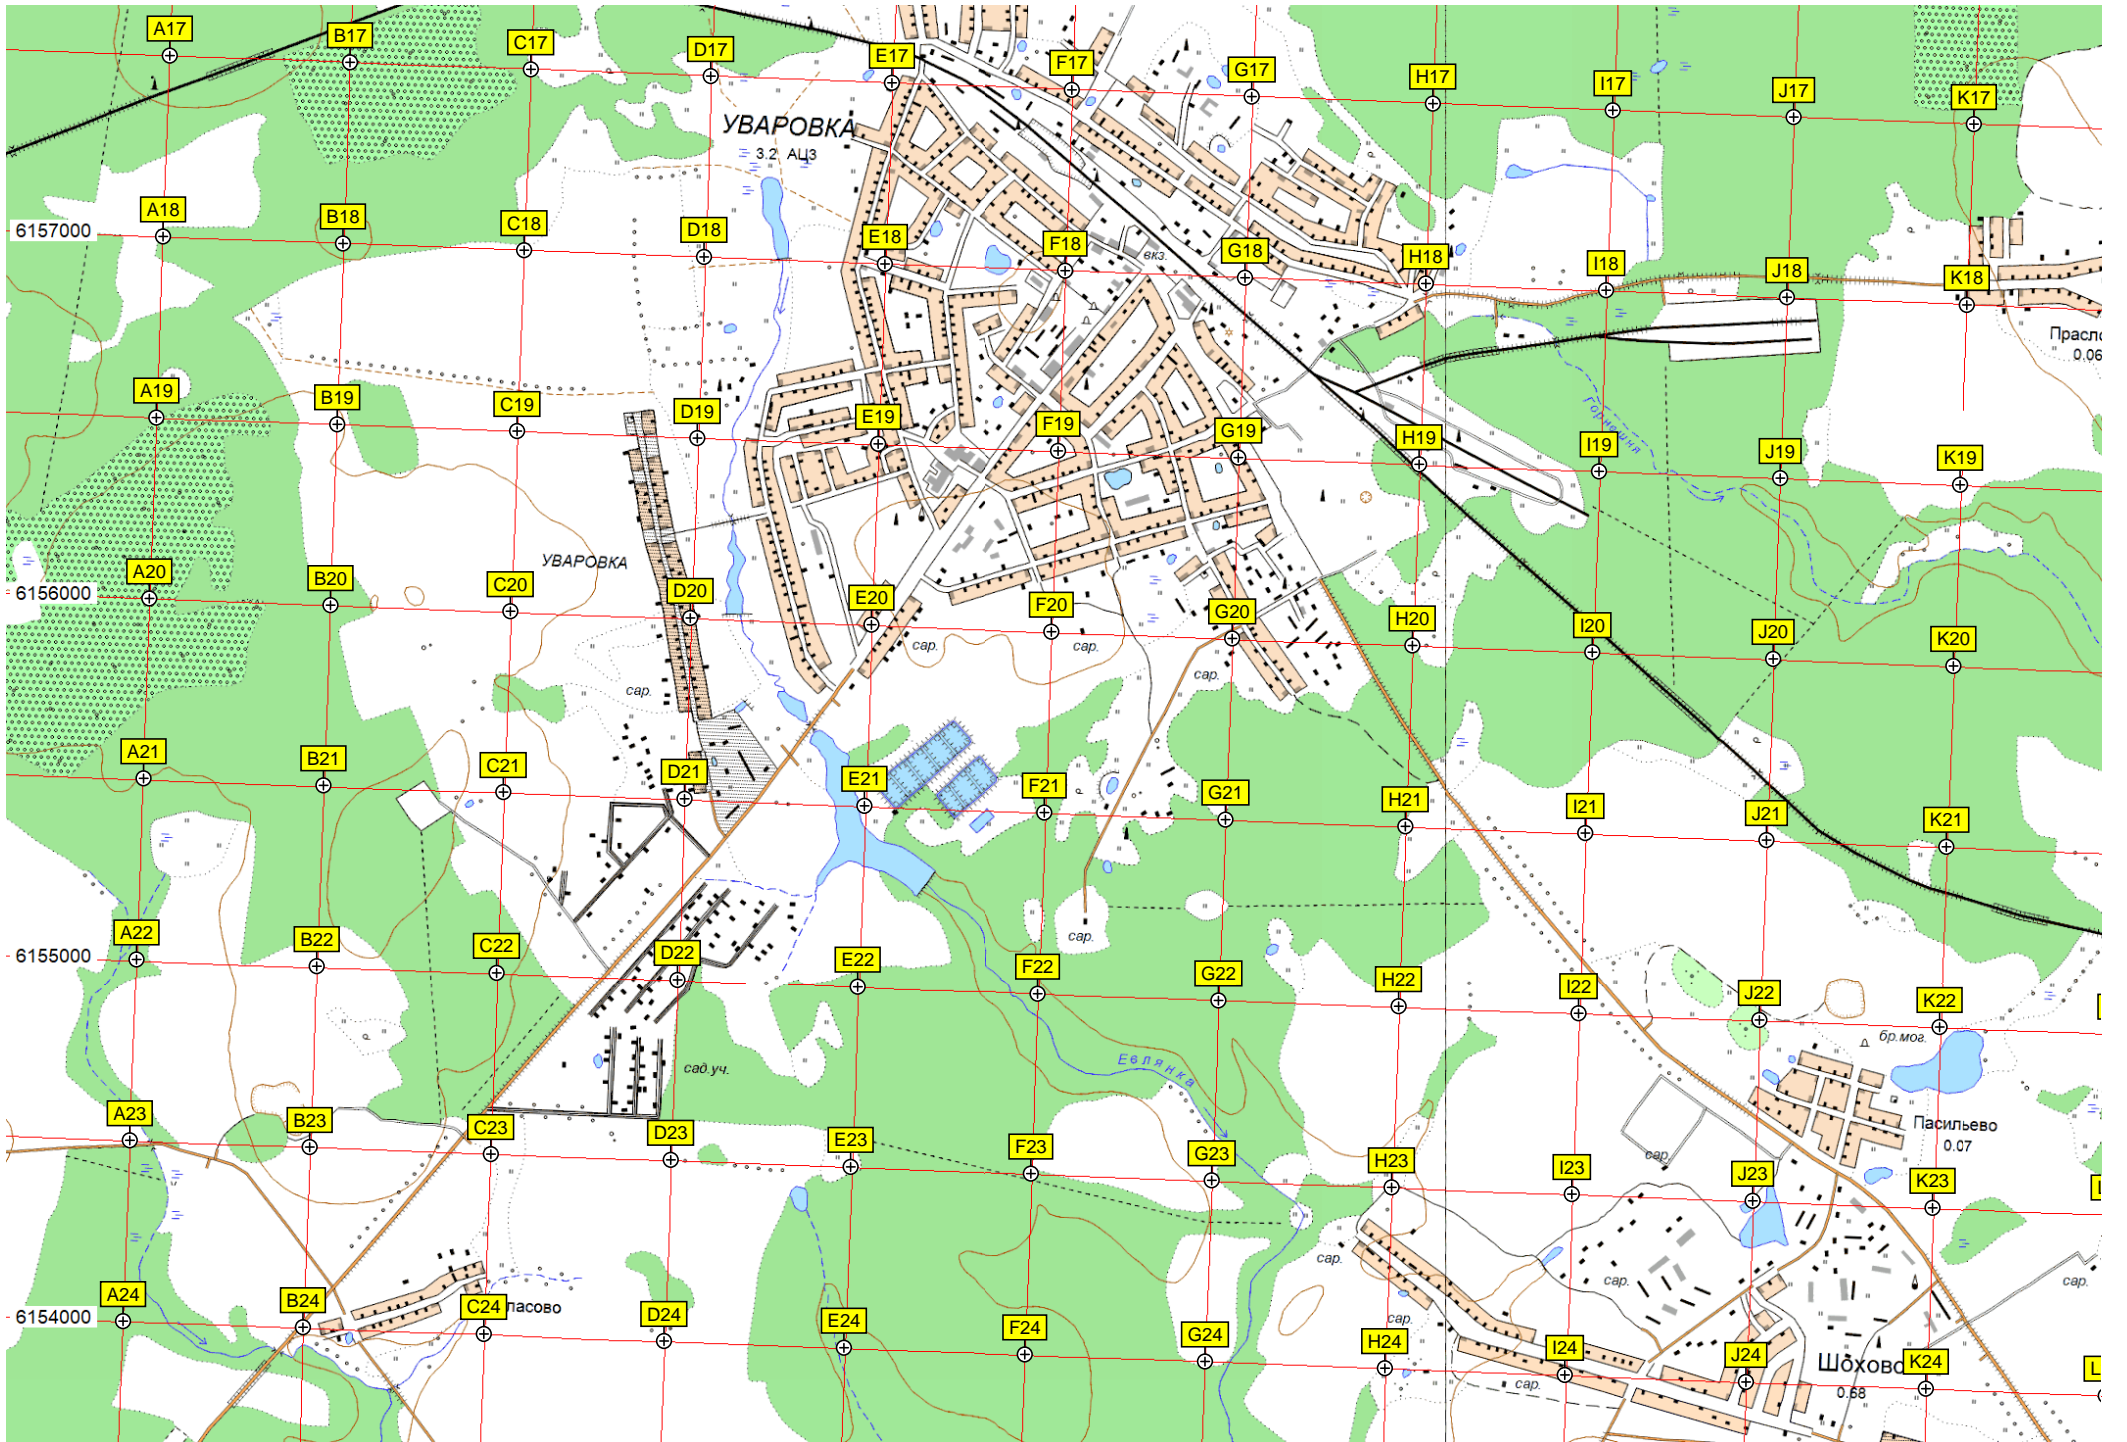 A17
B17
C17
D17
E17
F17
G17
H17
I17
J17
K17
УВАРОВКА
3.2 АЦЗ
A18
B18
C18
D18
E18
F18
G18
H18
I18
J18
K18
6157000
вкз.
Прасло
0.06
A19
B19
C19
D19
E19
F19
G19
H19
I19
J19
K19
Горнешня
УВАРОВКА
A20
B20
C20
D20
E20
F20
G20
H20
I20
J20
K20
6156000
сар.
сар.
сар.
сар.
A21
B21
C21
D21
E21
F21
G21
H21
I21
J21
K21
сар.
A22
B22
C22
D22
E22
F22
G22
H22
I22
J22
K22
6155000
бр.мог.
Евлянка
сад.уч.
A23
B23
C23
D23
E23
F23
G23
H23
I23
J23
K23
L
Пасильево
0.07
сар.
сар.
сар.
сар.
A24
B24
C24
D24
E24
F24
G24
H24
I24
J24
K24
L
6154000
ласово
сар.
сар.
Шохово
0.68